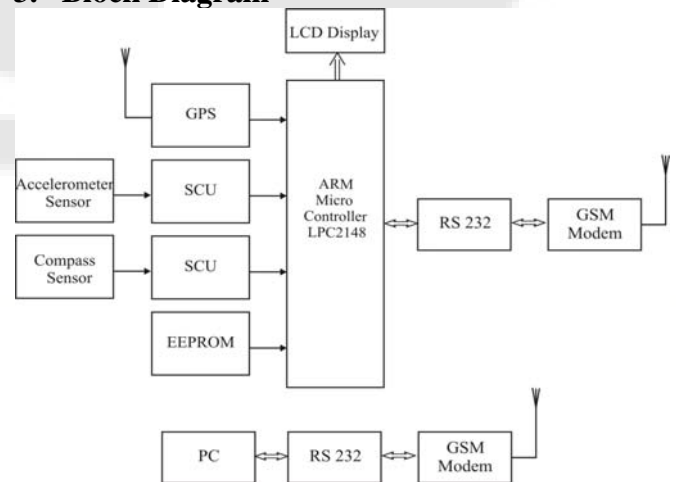 3. Block Diagram
LCD Display
GPS
Accelerometer
Sensor
SCU
ARM
Micro
Controller
LPC2148
RS 232
GSM
Modem
Compass
Sensor
SCU
EEPROM
PC
RS 232
GSM
Modem